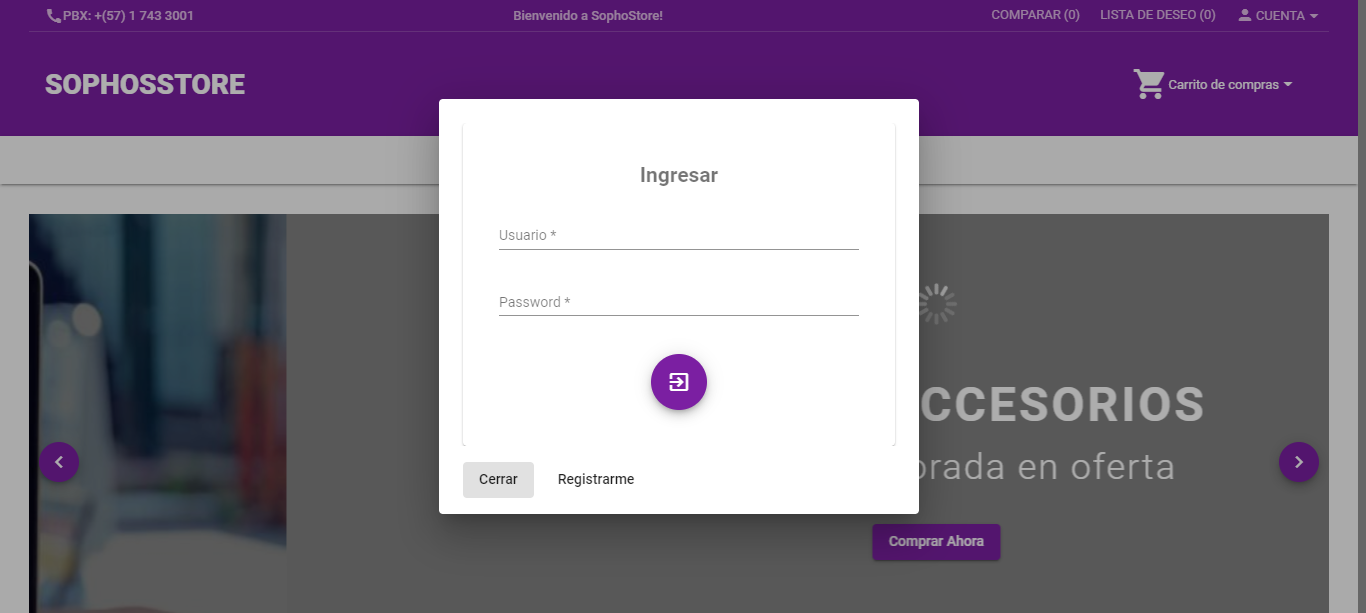 PBX: +(57) 1 743 3001
Bienvenido a SophoStore!
COMPARAR (0)
LISTA DE DESEO (0)
CUENTA
SOPHOSSTORE
Carrito de compras
Ingresar
Usuario *
Password *
Cerrar
Registrarme
CCESORIOS
orada en oferta
Comprar Ahora